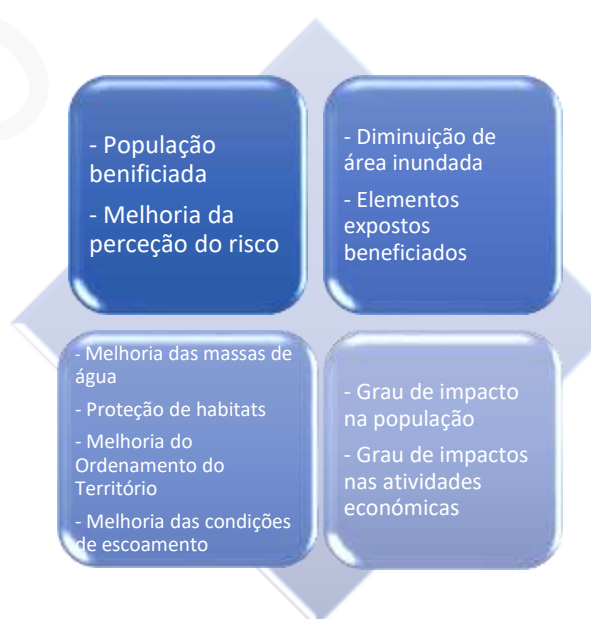 - População
benificiada
- Melhoria da
perceção do risco
- Diminuição de
área inundada
- Elementos
expostos
beneficiados
- Melhoria das massas de
água
- Proteção de habitats
- Melhoria do
Ordenamento do
Território
- Melhoria das condições
de escoamento
- Grau de impacto
na população
- Grau de impactos
nas atividades
económicas